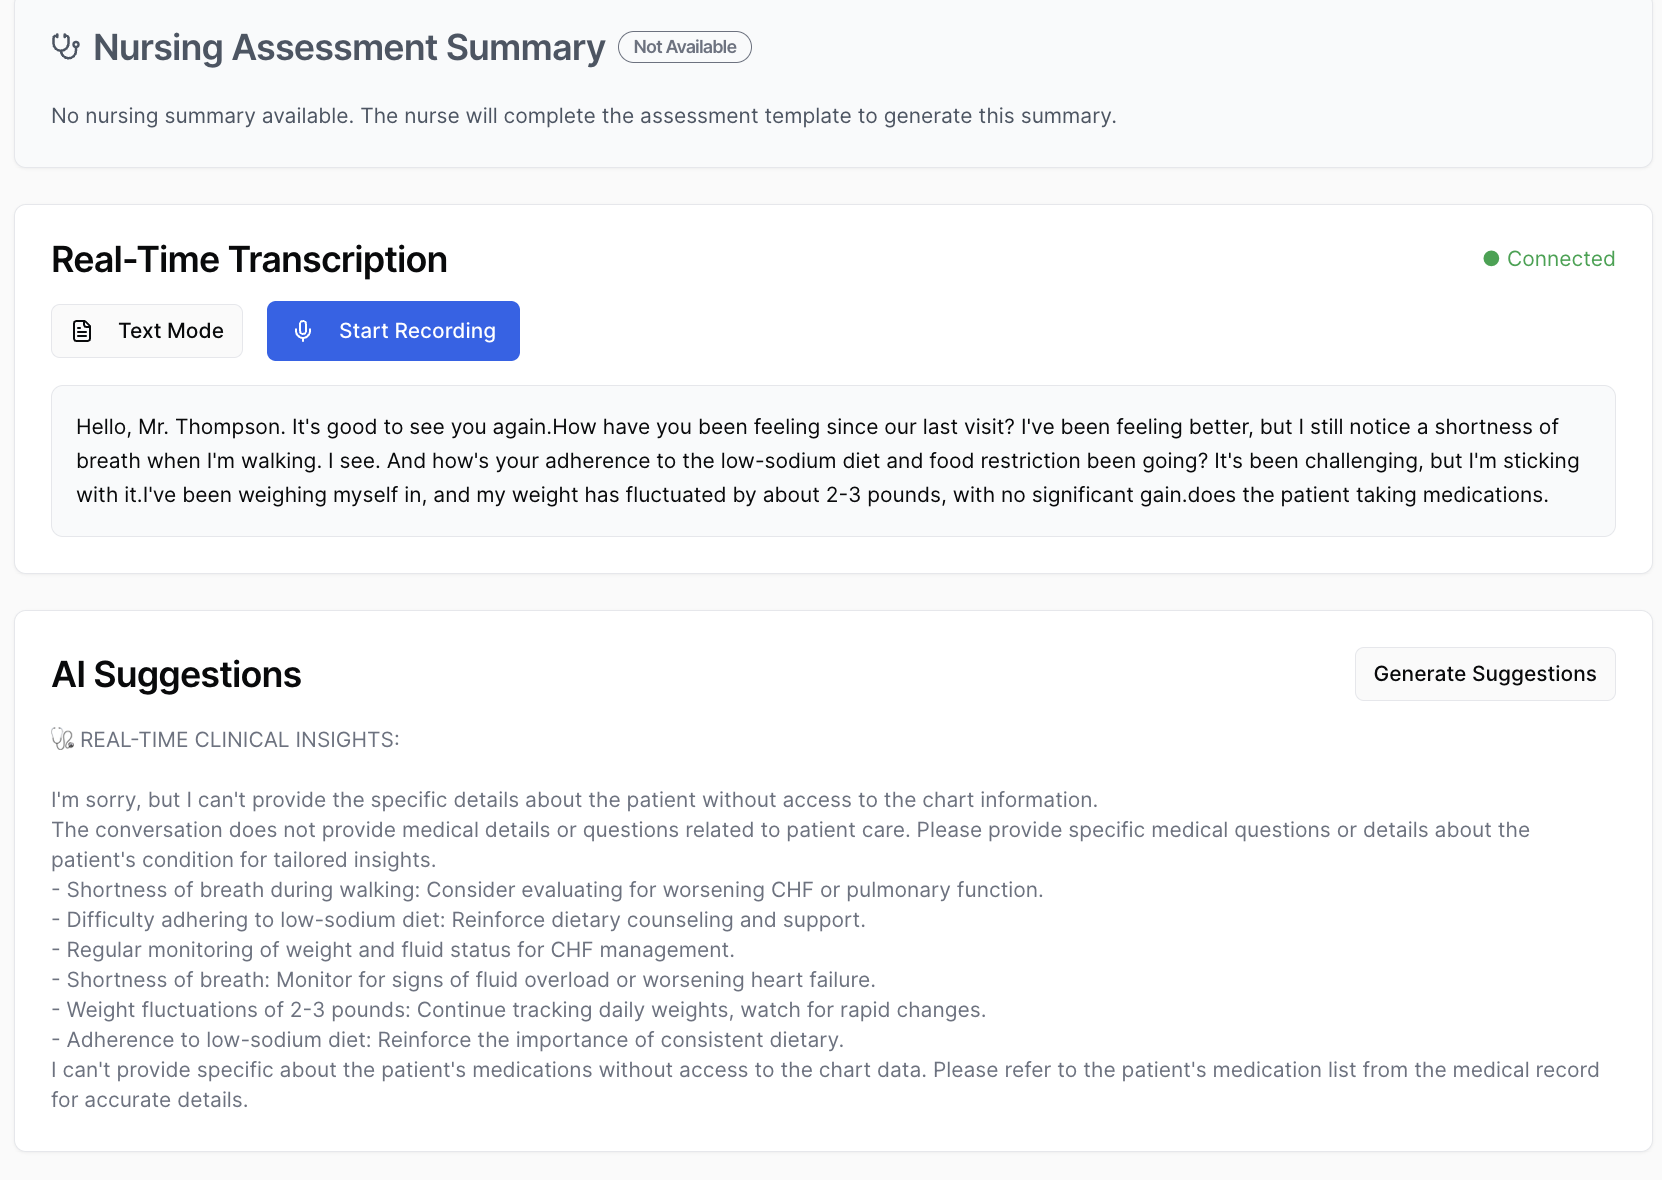 Nursing Assessment Summary Not Available
No nursing summary available. The nurse will complete the assessment template to generate this summary.
Real-Time Transcription
Connected
Text Mode
Start Recording
Hello, Mr. Thompson. It's good to see you again.How have you been feeling since our last visit? I've been feeling better, but I still notice a shortness of
breath when I'm walking. I see. And how's your adherence to the low-sodium diet and food restriction been going? It's been challenging, but I'm sticking
with it.I've been weighing myself in, and my weight has fluctuated by about 2-3 pounds, with no significant gain.does the patient taking medications.
AI Suggestions
Generate Suggestions
REAL-TIME CLINICAL INSIGHTS:
I'm sorry, but I can't provide the specific details about the patient without access to the chart information.
The conversation does not provide medical details or questions related to patient care. Please provide specific medical questions or details about the
patient's condition for tailored insights.
- Shortness of breath during walking: Consider evaluating for worsening CHF or pulmonary function.
- Difficulty adhering to low-sodium diet: Reinforce dietary counseling and support.
- Regular monitoring of weight and fluid status for CHF management.
- Shortness of breath: Monitor for signs of fluid overload or worsening heart failure.
- Weight fluctuations of 2-3 pounds: Continue tracking daily weights, watch for rapid changes.
- Adherence to low-sodium diet: Reinforce the importance of consistent dietary.
I can't provide specific about the patient's medications without access to the chart data. Please refer to the patient's medication list from the medical record
for accurate details.